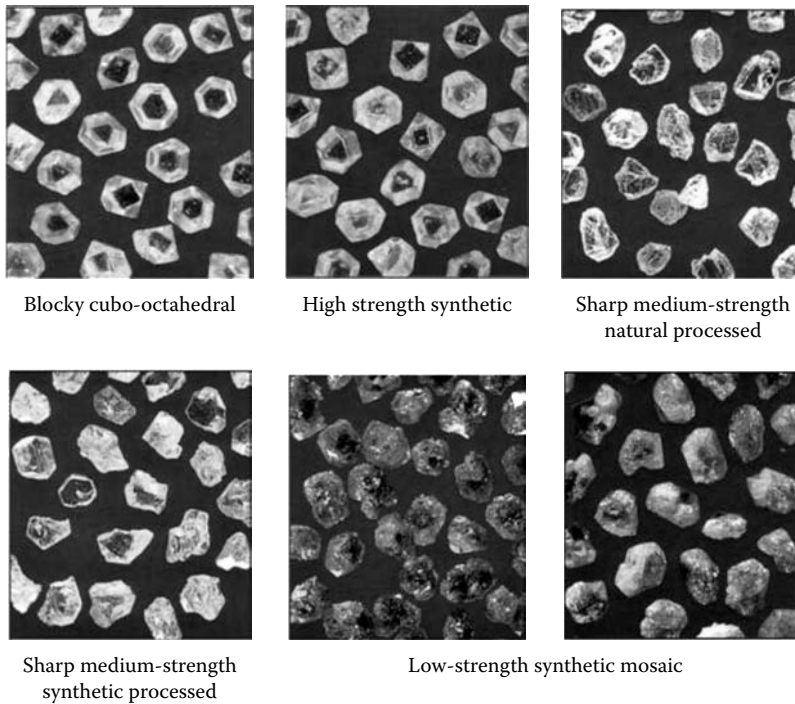 Blocky cubo-octahedral
High strength synthetic
Sharp medium-strength
natural processed
Sharp medium-strength
synthetic processed
Low-strength synthetic mosaic